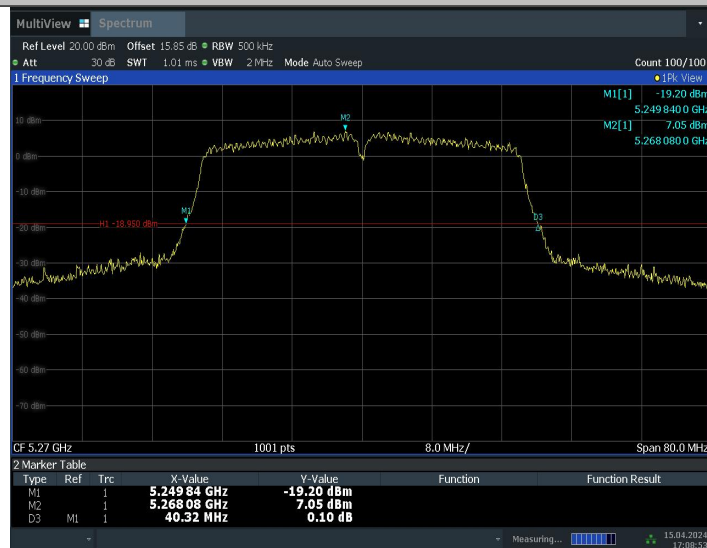 MultiView Spectrum
Ref Level 20.00 dBm Offset 15.85 dB RBW 500 kHz
Att 30 dB SWT 1.01 ms VBW 2 MHz Mode Auto Sweep Count 100/100
1 Frequency Sweep 1Pk View
M1[1] -19.20 dBm
5.249 840 0 GHz
M2[1] 7.05 dBm
5.268 080 0 GHz
M2
10 dBm
0 dBm
-10 dBm
M1
D3
H1 -18.950 dBm
-20 dBm
-30 dBm
-40 dBm
-50 dBm
-60 dBm
-70 dBm
CF 5.27 GHz 1001 pts 8.0 MHz/ Span 80.0 MHz
2 Marker Table
Type Ref Trc X-Value Y-Value Function Function Result
M1 1 5.249 84 GHz -19.20 dBm
M2 1 5.268 08 GHz 7.05 dBm
D3 M1 1 40.32 MHz 0.10 dB
Measuring... 15.04.2024
17:08:53